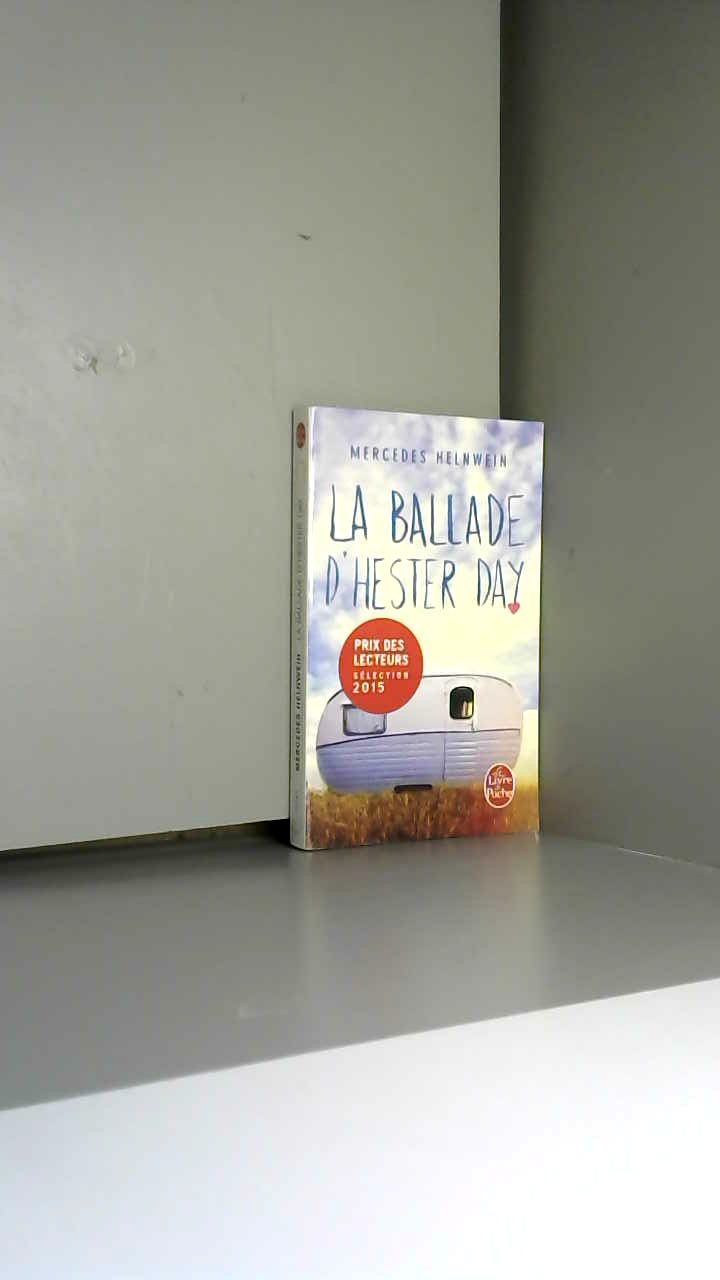 MERCEDES HELNWEIN
LA BALLADE
D'HESTER DAY
PRIX DES
LECTEURS
SÉLECTION
2015
Le
Livre
de
Poche
MERCEDES HELNWEIN LA BALLADE D'HESTER DAY